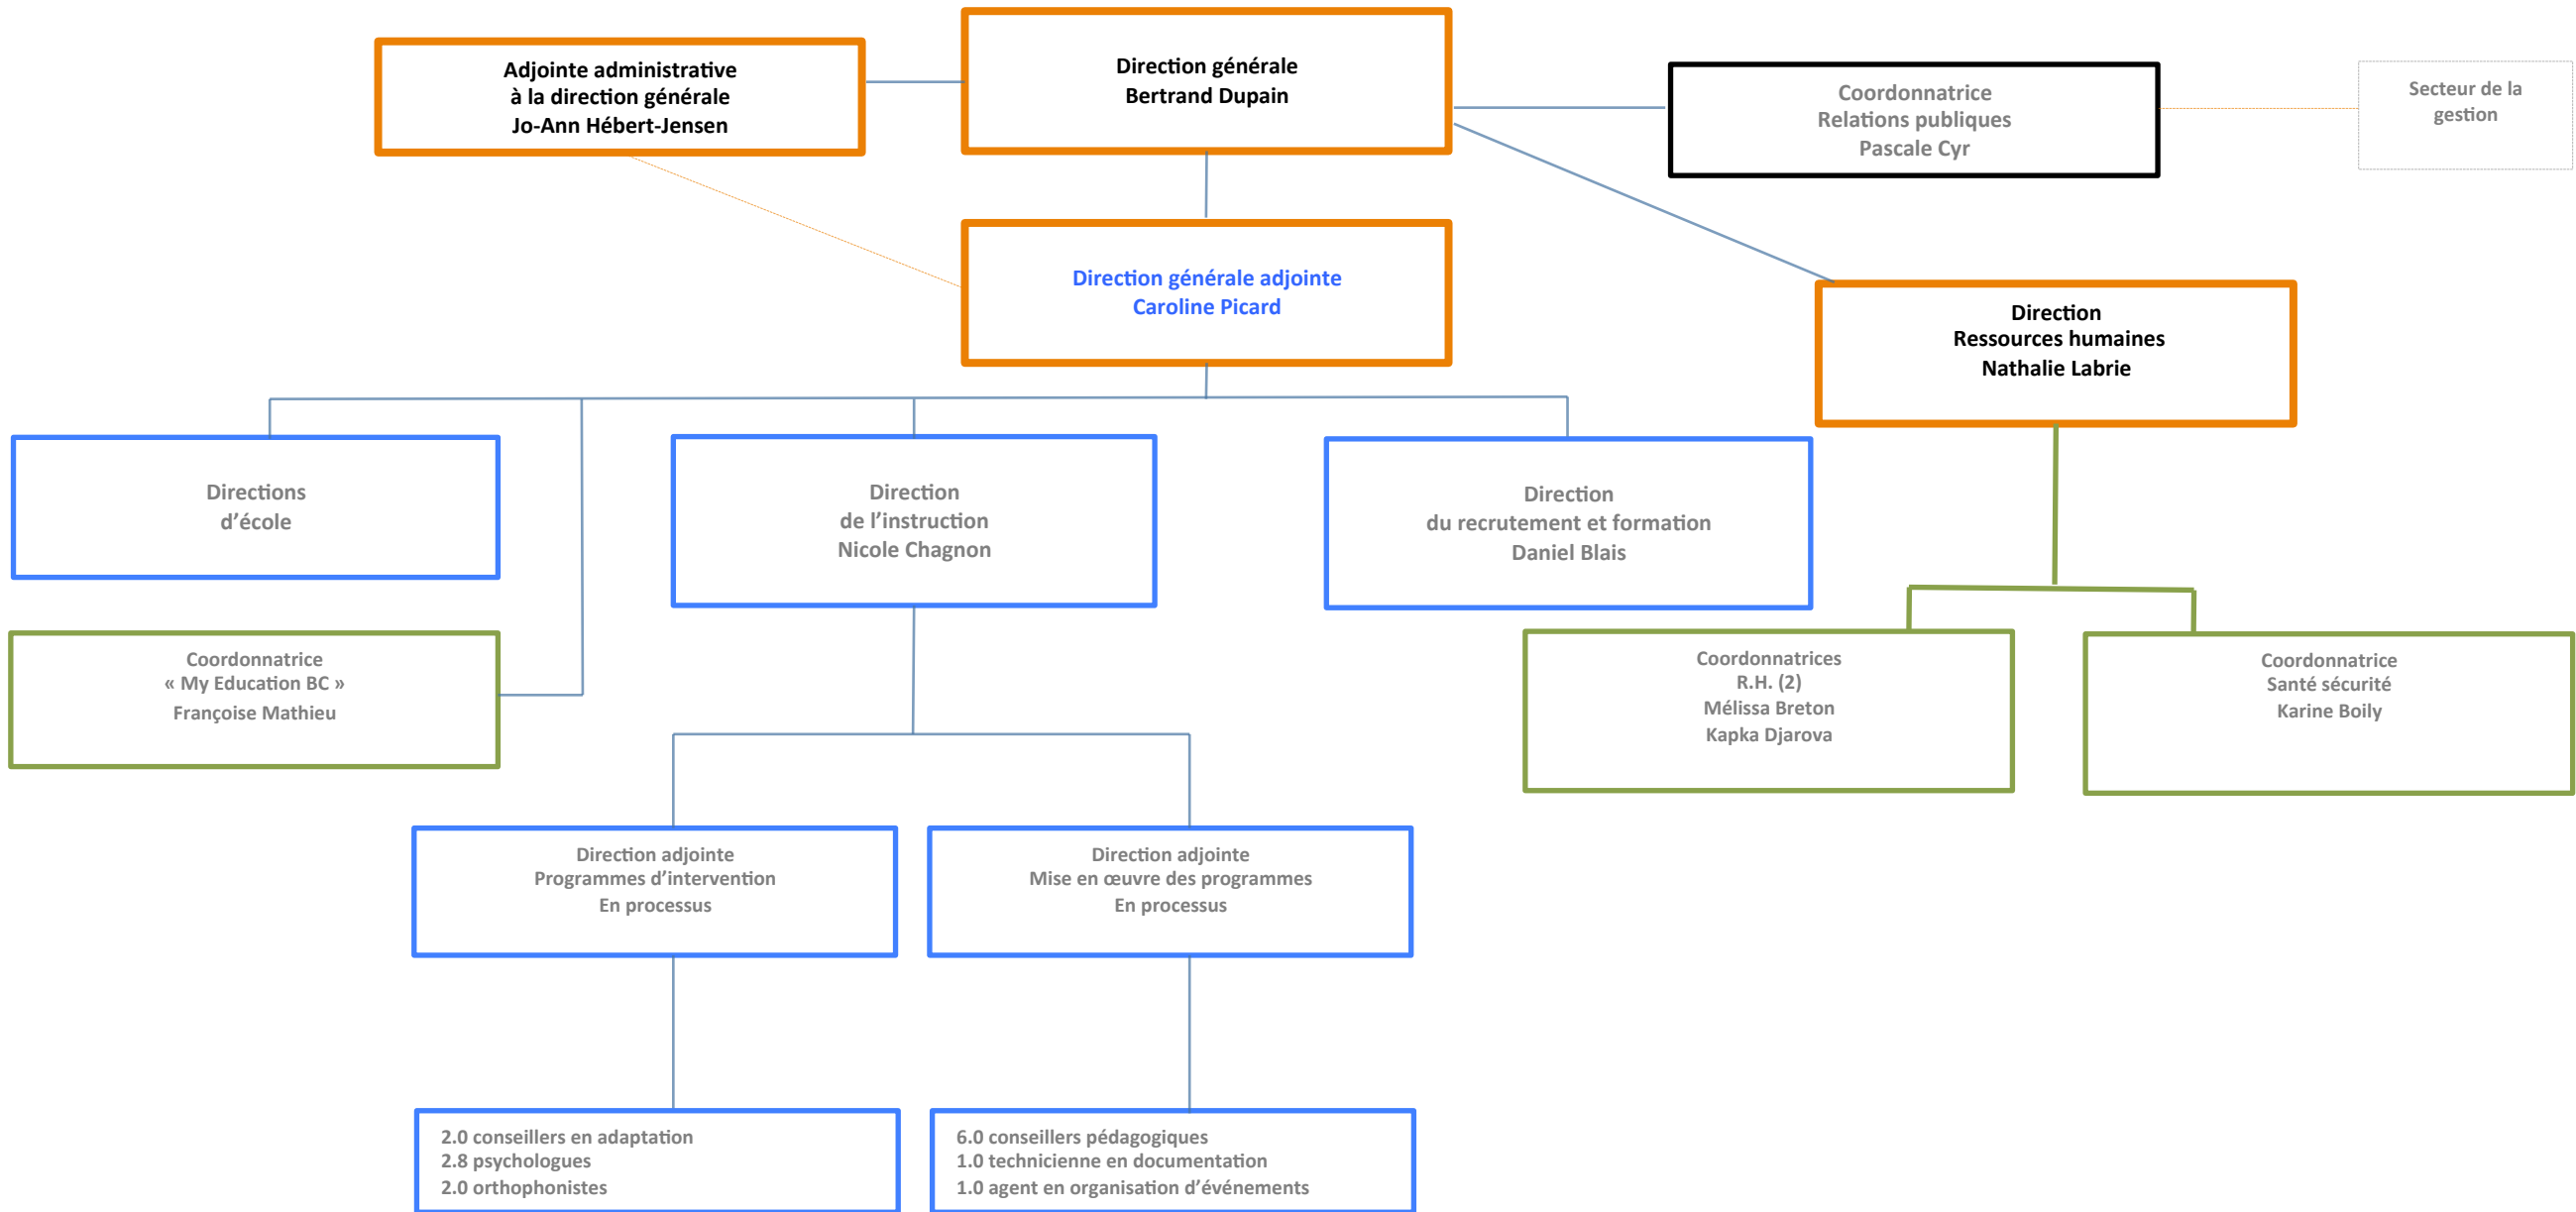 Adjointe administrative
à la direction générale
Jo-Ann Hébert-Jensen
Direction générale
Bertrand Dupain
Coordonnatrice
Relations publiques
Pascale Cyr
Secteur de la
gestion
Direction générale adjointe
Caroline Picard
Direction
Ressources humaines
Nathalie Labrie
Directions
d’école
Direction
de l’instruction
Nicole Chagnon
Direction
du recrutement et formation
Daniel Blais
Coordonnatrice
« My Education BC »
Françoise Mathieu
Coordonnatrices
R.H. (2)
Mélissa Breton
Kapka Djarova
Coordonnatrice
Santé sécurité
Karine Boily
Direction adjointe
Programmes d’intervention
En processus
Direction adjointe
Mise en œuvre des programmes
En processus
2.0 conseillers en adaptation
2.8 psychologues
2.0 orthophonistes
6.0 conseillers pédagogiques
1.0 technicienne en documentation
1.0 agent en organisation d’événements